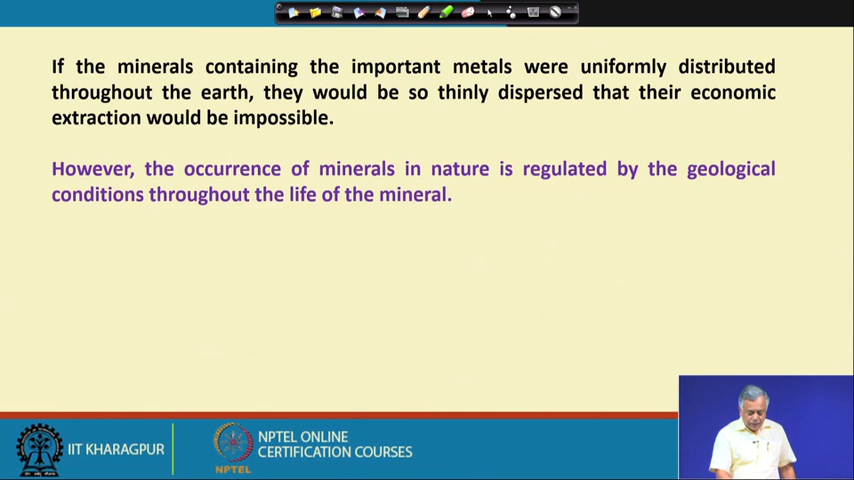 If the minerals containing the important metals were uniformly distributed
throughout the earth, they would be so thinly dispersed that their economic
extraction would be impossible.
However, the occurrence of minerals in nature is regulated by the geological
conditions throughout the life of the mineral.
IIT KHARAGPUR
NPTEL
NPTEL ONLINE
CERTIFICATION COURSES